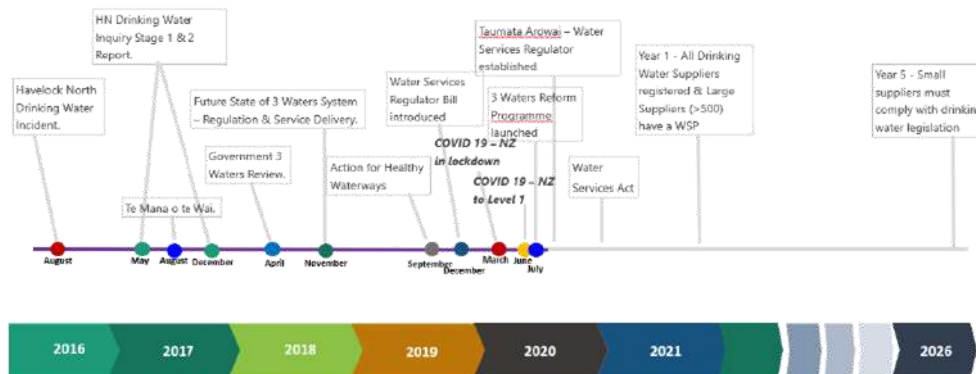 HN Drinking Water
Inquiry Stage 1 & 2
Report.
Taumata Arowai – Water
Services Regulator
established
Year 1 - All Drinking
Water Suppliers
registered & Large
Suppliers (>500)
have a WSP
Year 5 - Small
suppliers must
comply with drinking
water legislation
Havelock North
Drinking Water
Incident.
Future State of 3 Waters System
– Regulation & Service Delivery.
Water Services
Regulator Bill
introduced
3 Waters Reform
Programme
launched
COVID 19 – NZ
in lockdown
Government 3
Waters Review.
Action for Healthy
Waterways
COVID 19 – NZ
to Level 1
Water
Services Act
Te Mana o te Wai.
August
May
August
December
April
November
September
December
March
June
July
2016
2017
2018
2019
2020
2021
2026